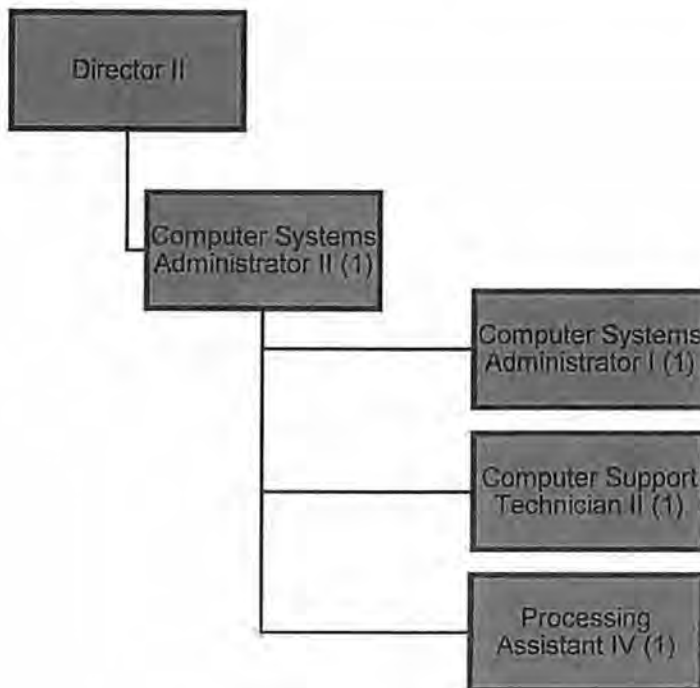 Director II
Computer Systems
Administrator II (1)
Computer Systems
Administrator I (1)
Computer Support
Technician II (1)
Processing
Assistant IV (1)